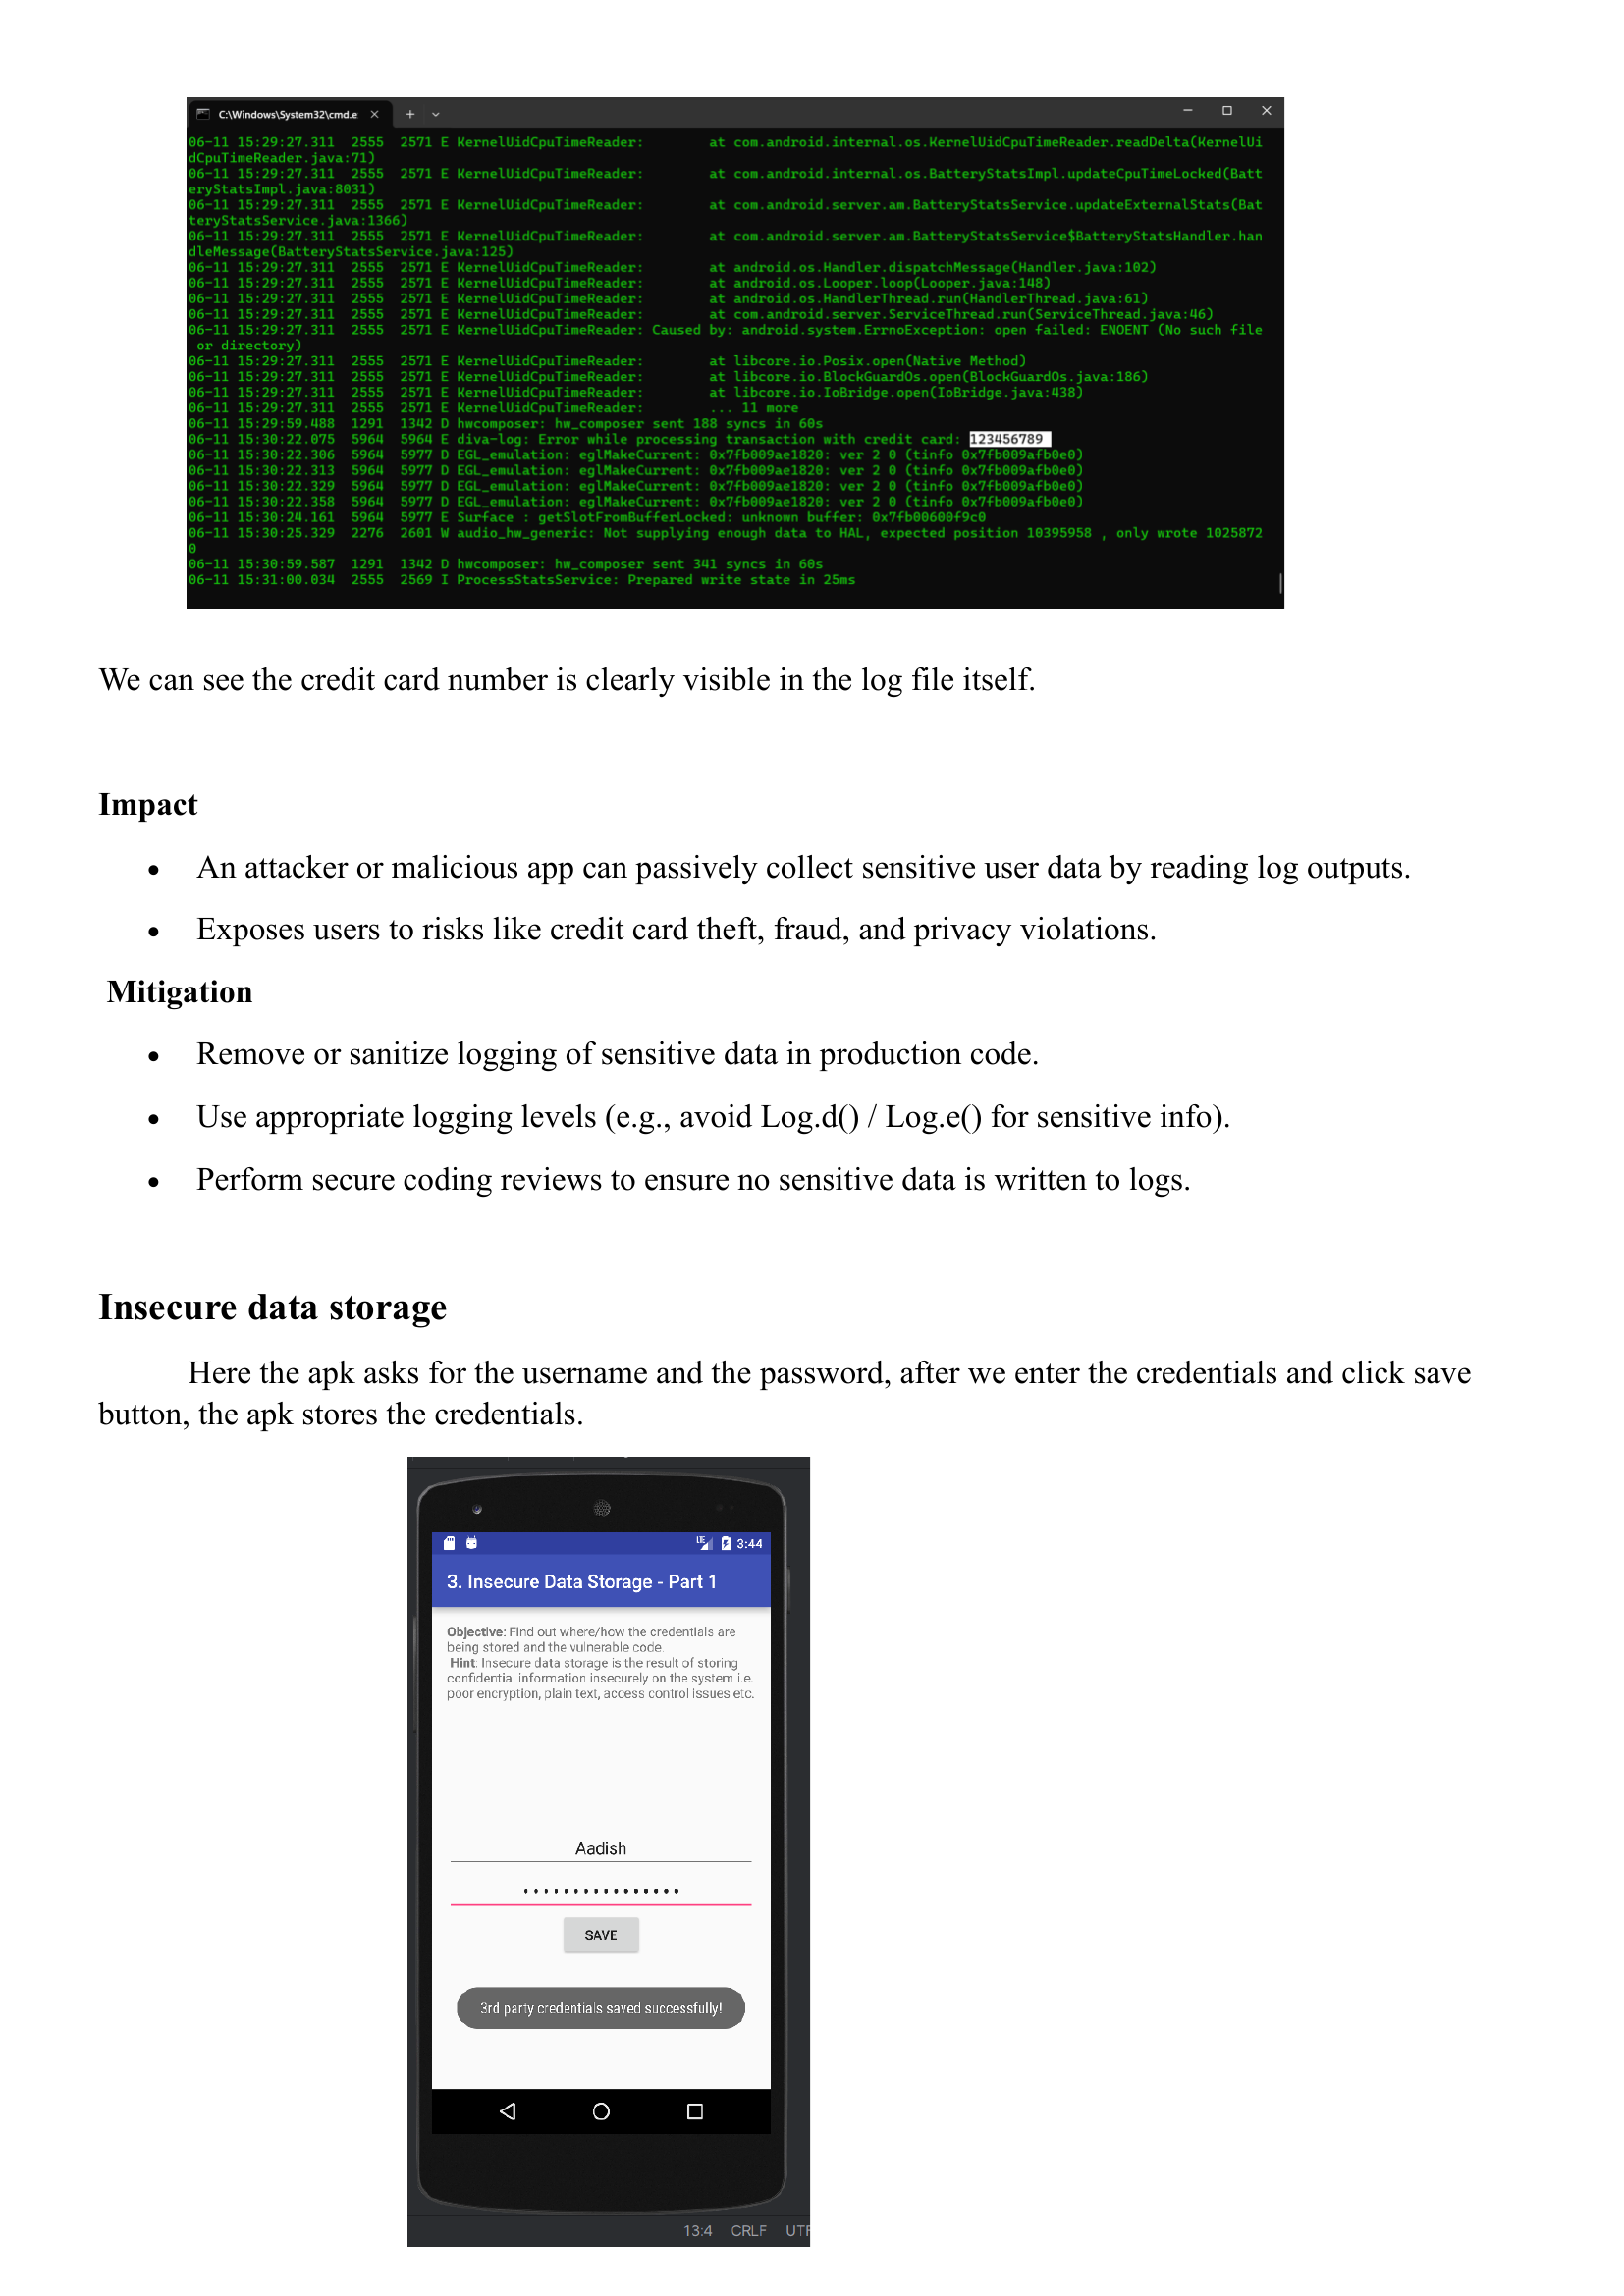 C:\Windows\System32\cmd.e
06-11 15:29:27.311  2555  2571 E KernelUidCpuTimeReader:        at com.android.internal.os.KernelUidCpuTimeReader.readDelta(KernelUi
dCpuTimeReader.java:71)
06-11 15:29:27.311  2555  2571 E KernelUidCpuTimeReader:        at com.android.internal.os.BatteryStatsImpl.updateCpuTimeLocked(Batt
eryStatsImpl.java:8031)
06-11 15:29:27.311  2555  2571 E KernelUidCpuTimeReader:        at com.android.server.am.BatteryStatsService.updateExternalStats(Bat
teryStatsService.java:1366)
06-11 15:29:27.311  2555  2571 E KernelUidCpuTimeReader:        at com.android.server.am.BatteryStatsService$BatteryStatsHandler.han
dleMessage(BatteryStatsService.java:125)
06-11 15:29:27.311  2555  2571 E KernelUidCpuTimeReader:        at android.os.Handler.dispatchMessage(Handler.java:102)
06-11 15:29:27.311  2555  2571 E KernelUidCpuTimeReader:        at android.os.Looper.loop(Looper.java:148)
06-11 15:29:27.311  2555  2571 E KernelUidCpuTimeReader:        at android.os.HandlerThread.run(HandlerThread.java:61)
06-11 15:29:27.311  2555  2571 E KernelUidCpuTimeReader:        at com.android.server.ServiceThread.run(ServiceThread.java:46)
06-11 15:29:27.311  2555  2571 E KernelUidCpuTimeReader: Caused by: android.system.ErrnoException: open failed: ENOENT (No such file
 or directory)
06-11 15:29:27.311  2555  2571 E KernelUidCpuTimeReader:        at libcore.io.Posix.open(Native Method)
06-11 15:29:27.311  2555  2571 E KernelUidCpuTimeReader:        at libcore.io.BlockGuardOs.open(BlockGuardOs.java:186)
06-11 15:29:27.311  2555  2571 E KernelUidCpuTimeReader:        at libcore.io.IoBridge.open(IoBridge.java:438)
06-11 15:29:27.311  2555  2571 E KernelUidCpuTimeReader:        ... 11 more
06-11 15:29:59.488  1291  1342 D hwcomposer: hw_composer sent 188 syncs in 60s
06-11 15:30:22.075  5964  5964 E diva-log: Error while processing transaction with credit card: 123456789
06-11 15:30:22.306  5964  5977 D EGL_emulation: eglMakeCurrent: 0x7fb009ae1820: ver 2 0 (tinfo 0x7fb009afb0e0)
06-11 15:30:22.313  5964  5977 D EGL_emulation: eglMakeCurrent: 0x7fb009ae1820: ver 2 0 (tinfo 0x7fb009afb0e0)
06-11 15:30:22.329  5964  5977 D EGL_emulation: eglMakeCurrent: 0x7fb009ae1820: ver 2 0 (tinfo 0x7fb009afb0e0)
06-11 15:30:22.358  5964  5977 D EGL_emulation: eglMakeCurrent: 0x7fb009ae1820: ver 2 0 (tinfo 0x7fb009afb0e0)
06-11 15:30:24.161  5964  5977 E Surface : getSlotFromBufferLocked: unknown buffer: 0x7fb00600f9c0
06-11 15:30:25.329  2276  2601 W audio_hw_generic: Not supplying enough data to HAL, expected position 10395958 , only wrote 1025872
0
06-11 15:30:59.587  1291  1342 D hwcomposer: hw_composer sent 341 syncs in 60s
06-11 15:31:00.034  2555  2569 I ProcessStatsService: Prepared write state in 25ms
We can see the credit card number is clearly visible in the log file itself.
Impact
• An attacker or malicious app can passively collect sensitive user data by reading log outputs.
• Exposes users to risks like credit card theft, fraud, and privacy violations.
Mitigation
• Remove or sanitize logging of sensitive data in production code.
• Use appropriate logging levels (e.g., avoid Log.d() / Log.e() for sensitive info).
• Perform secure coding reviews to ensure no sensitive data is written to logs.
Insecure data storage
Here the apk asks for the username and the password, after we enter the credentials and click save
button, the apk stores the credentials.
LTE 3:44
3. Insecure Data Storage - Part 1
Objective: Find out where/how the credentials are
being stored and the vulnerable code.
Hint: Insecure data storage is the result of storing
confidential information insecurely on the system i.e.
poor encryption, plain text, access control issues etc.
Aadish
••••••••••••••••
SAVE
3rd party credentials saved successfully!
13:4 CRLF UTF